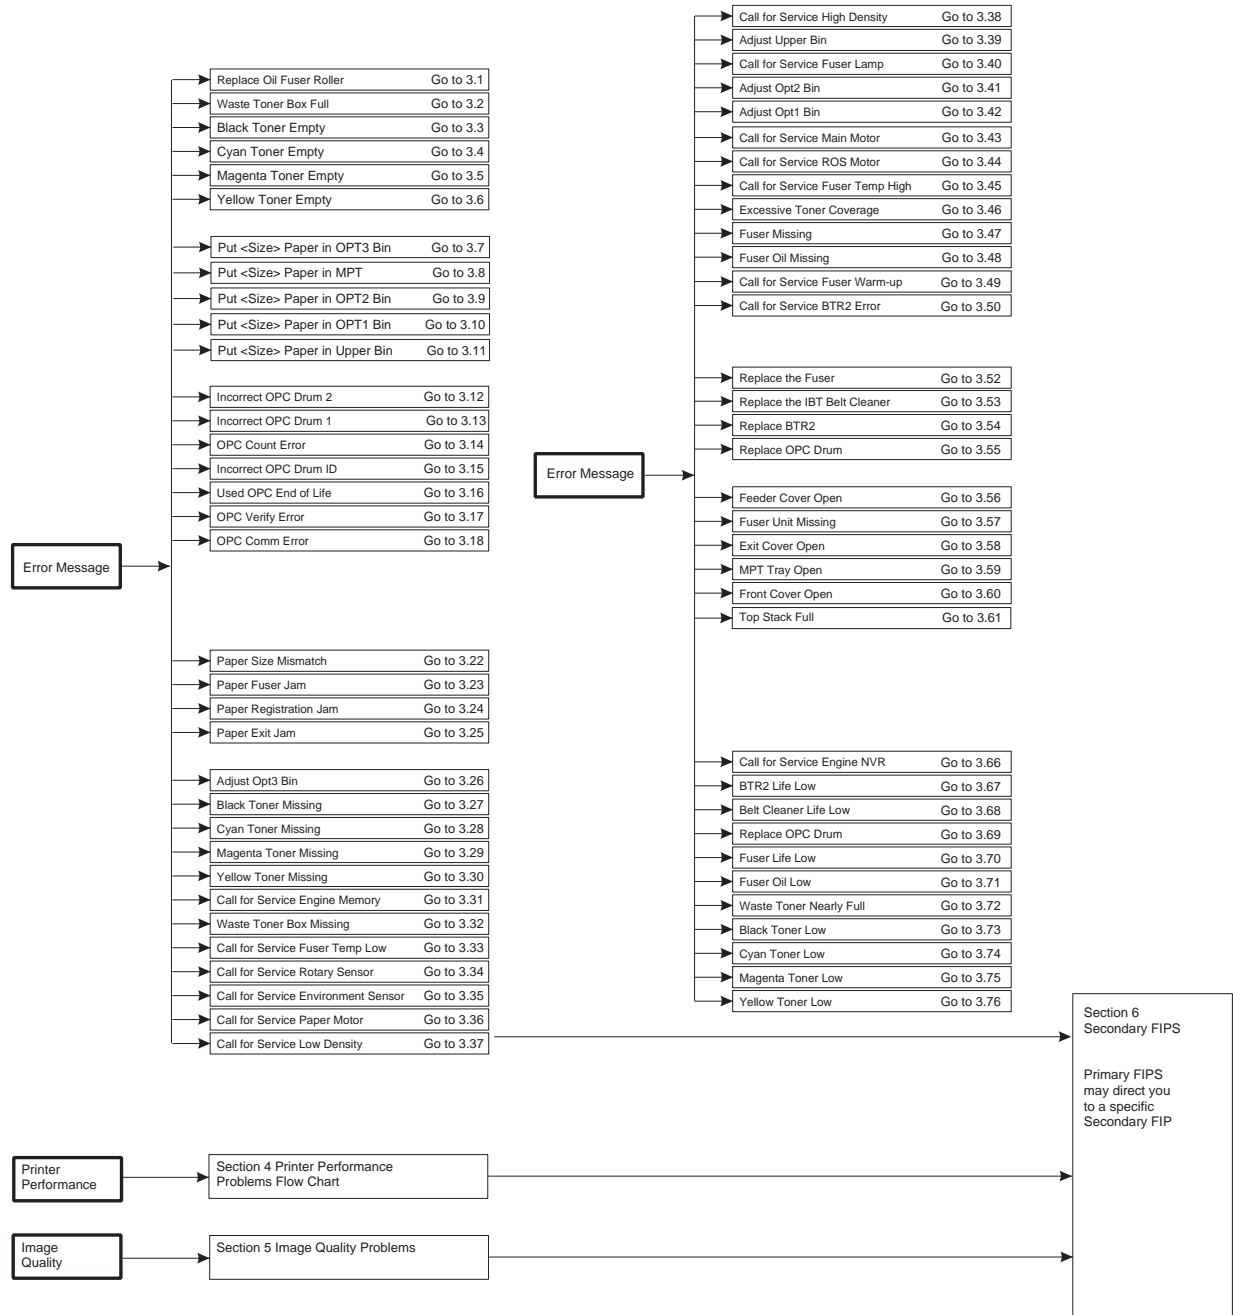 Error Message
Replace Oil Fuser Roller Go to 3.1
Waste Toner Box Full Go to 3.2
Black Toner Empty Go to 3.3
Cyan Toner Empty Go to 3.4
Magenta Toner Empty Go to 3.5
Yellow Toner Empty Go to 3.6
Put <Size> Paper in OPT3 Bin Go to 3.7
Put <Size> Paper in MPT Go to 3.8
Put <Size> Paper in OPT2 Bin Go to 3.9
Put <Size> Paper in OPT1 Bin Go to 3.10
Put <Size> Paper in Upper Bin Go to 3.11
Incorrect OPC Drum 2 Go to 3.12
Incorrect OPC Drum 1 Go to 3.13
OPC Count Error Go to 3.14
Incorrect OPC Drum ID Go to 3.15
Used OPC End of Life Go to 3.16
OPC Verify Error Go to 3.17
OPC Comm Error Go to 3.18
Paper Size Mismatch Go to 3.22
Paper Fuser Jam Go to 3.23
Paper Registration Jam Go to 3.24
Paper Exit Jam Go to 3.25
Adjust Opt3 Bin Go to 3.26
Black Toner Missing Go to 3.27
Cyan Toner Missing Go to 3.28
Magenta Toner Missing Go to 3.29
Yellow Toner Missing Go to 3.30
Call for Service Engine Memory Go to 3.31
Waste Toner Box Missing Go to 3.32
Call for Service Fuser Temp Low Go to 3.33
Call for Service Rotary Sensor Go to 3.34
Call for Service Environment Sensor Go to 3.35
Call for Service Paper Motor Go to 3.36
Call for Service Low Density Go to 3.37
Error Message
Call for Service High Density Go to 3.38
Adjust Upper Bin Go to 3.39
Call for Service Fuser Lamp Go to 3.40
Adjust Opt2 Bin Go to 3.41
Adjust Opt1 Bin Go to 3.42
Call for Service Main Motor Go to 3.43
Call for Service ROS Motor Go to 3.44
Call for Service Fuser Temp High Go to 3.45
Excessive Toner Coverage Go to 3.46
Fuser Missing Go to 3.47
Fuser Oil Missing Go to 3.48
Call for Service Fuser Warm-up Go to 3.49
Call for Service BTR2 Error Go to 3.50
Replace the Fuser Go to 3.52
Replace the IBT Belt Cleaner Go to 3.53
Replace BTR2 Go to 3.54
Replace OPC Drum Go to 3.55
Feeder Cover Open Go to 3.56
Fuser Unit Missing Go to 3.57
Exit Cover Open Go to 3.58
MPT Tray Open Go to 3.59
Front Cover Open Go to 3.60
Top Stack Full Go to 3.61
Call for Service Engine NVR Go to 3.66
BTR2 Life Low Go to 3.67
Belt Cleaner Life Low Go to 3.68
Replace OPC Drum Go to 3.69
Fuser Life Low Go to 3.70
Fuser Oil Low Go to 3.71
Waste Toner Nearly Full Go to 3.72
Black Toner Low Go to 3.73
Cyan Toner Low Go to 3.74
Magenta Toner Low Go to 3.75
Yellow Toner Low Go to 3.76
Section 6
Secondary FIPS
Primary FIPS
may direct you
to a specific
Secondary FIP
Printer
Performance
Section 4 Printer Performance
Problems Flow Chart
Image
Quality
Section 5 Image Quality Problems